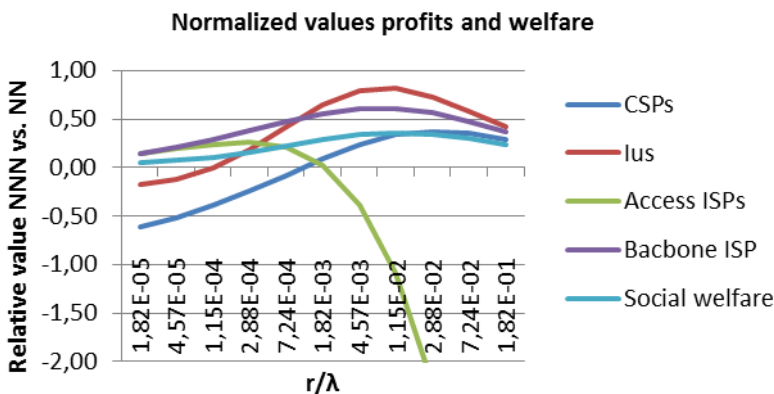 Normalized values profits and welfare
Relative value NNN vs. NN
1,00
0,50
0,00
-0,50
-1,00
-1,50
-2,00
1,82E-05
4,57E-05
1,15E-04
2,88E-04
7,24E-04
1,82E-03
4,57E-03
1,15E-02
2,88E-02
7,24E-02
1,82E-01
r/λ
CSPs
Ius
Access ISPs
Bacbone ISP
Social welfare